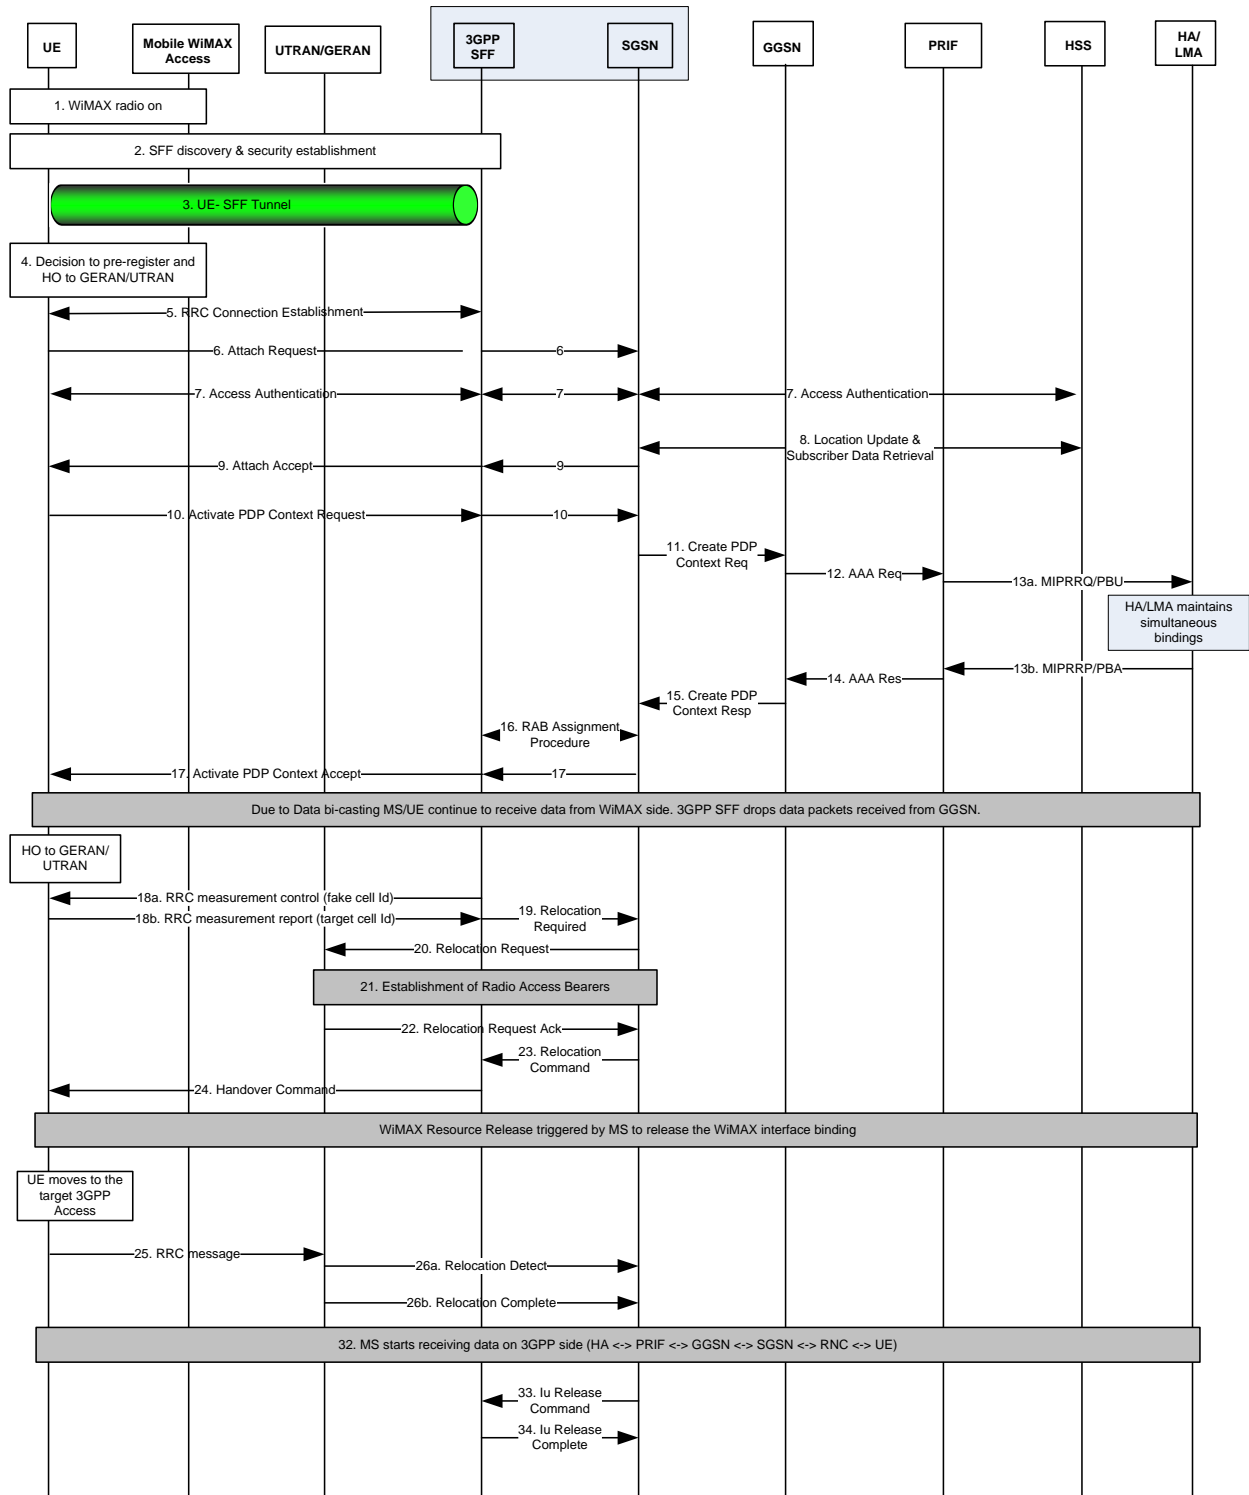 UE
Mobile WiMAX
Access
UTRAN/GERAN
3GPP
SFF
SGSN
GGSN
PRIF
HSS
HA/
LMA
1. WiMAX radio on
2. SFF discovery & security establishment
3. UE- SFF Tunnel
4. Decision to pre-register and
HO to GERAN/UTRAN
5. RRC Connection Establishment
6. Attach Request
6
7. Access Authentication
7
7. Access Authentication
8. Location Update &
Subscriber Data Retrieval
9. Attach Accept
9
10. Activate PDP Context Request
10
11. Create PDP
Context Req
12. AAA Req
13a. MIPRRQ/PBU
HA/LMA maintains
simultaneous
bindings
13b. MIPRRP/PBA
14. AAA Res
15. Create PDP
Context Resp
16. RAB Assignment
Procedure
17. Activate PDP Context Accept
17
Due to Data bi-casting MS/UE continue to receive data from WiMAX side. 3GPP SFF drops data packets received from GGSN.
HO to GERAN/
UTRAN
18a. RRC measurement control (fake cell Id)
18b. RRC measurement report (target cell Id)
19. Relocation
Required
20. Relocation Request
21. Establishment of Radio Access Bearers
22. Relocation Request Ack
23. Relocation
Command
24. Handover Command
WiMAX Resource Release triggered by MS to release the WiMAX interface binding
UE moves to the
target 3GPP
Access
25. RRC message
26a. Relocation Detect
26b. Relocation Complete
32. MS starts receiving data on 3GPP side (HA <-> PRIF <-> GGSN <-> SGSN <-> RNC <-> UE)
33. Iu Release
Command
34. Iu Release
Complete